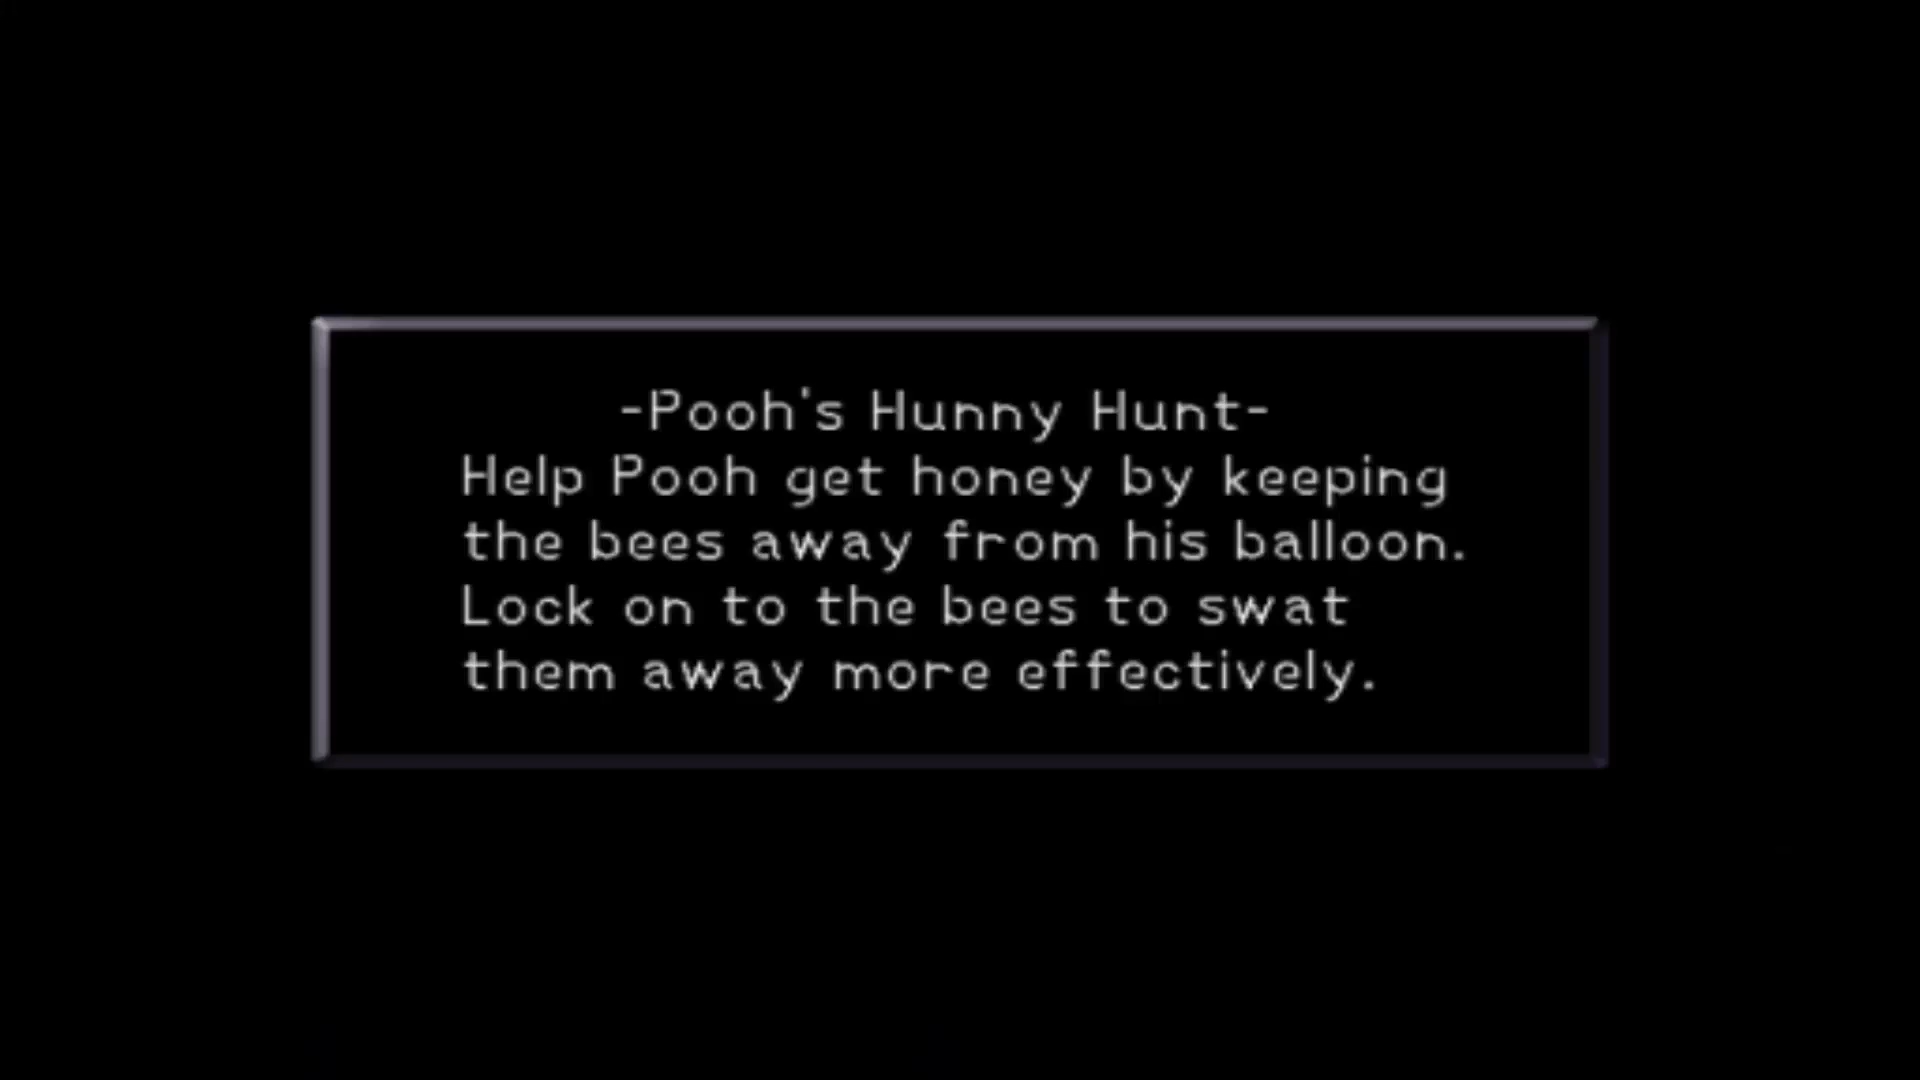 -Pooh's Hunny Hunt-
Help Pooh get honey by keeping
the bees away from his balloon.
Lock on to the bees to swat
them away more effectively.